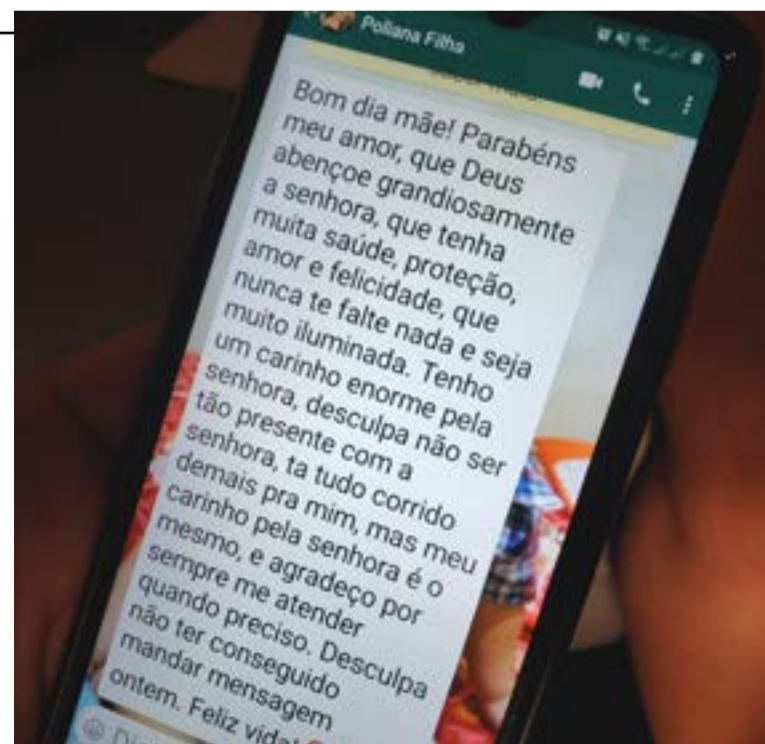 Poliana Filha
Bom dia mãe! Parabéns
meu amor, que Deus
abençoe grandiosamente
a senhora, que tenha
muita saúde, proteção,
amor e felicidade, que
nunca te falte nada e seja
muito iluminada. Tenho
um carinho enorme pela
senhora, desculpa não ser
tão presente com a
senhora, ta tudo corrido
demais pra mim, mas meu
carinho pela senhora é o
mesmo, e agradeço por
sempre me atender
quando preciso. Desculpa
não ter conseguido
mandar mensagem
ontem. Feliz vida!